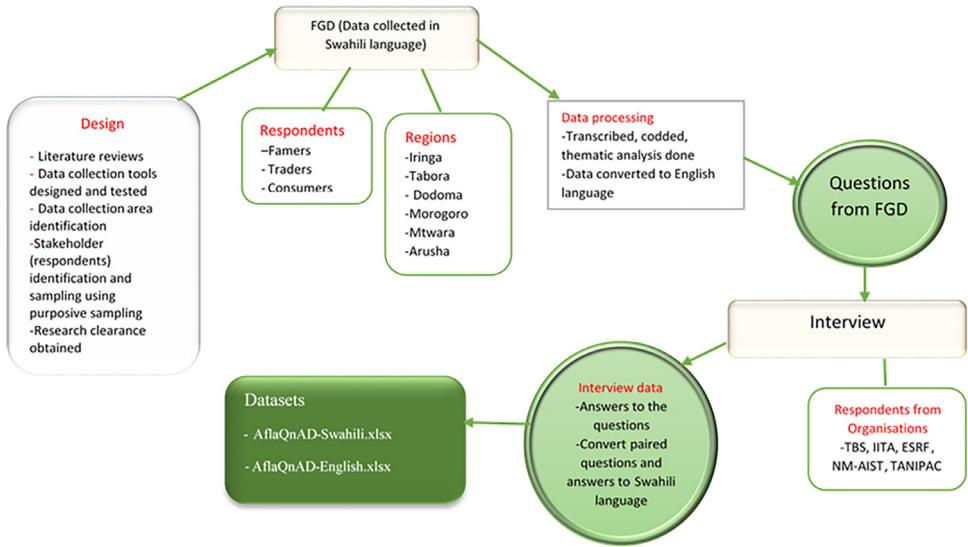 FGD (Data collected in
Swahili language)
Design
- Literature reviews
- Data collection tools
designed and tested
- Data collection area
identification
-Stakeholder
(respondents)
identification and
sampling using
purposive sampling
-Research clearance
obtained
Respondents
–Famers
- Traders
- Consumers
Regions
-Iringa
-Tabora
- Dodoma
-Morogoro
-Mtwara
-Arusha
Data processing
-Transcribed, codded,
thematic analysis done
-Data converted to English
language
Questions
from FGD
Interview
Respondents from
Organisations
-TBS, IITA, ESRF,
NM-AIST, TANIPAC
Interview data
-Answers to the
questions
-Convert paired
questions and
answers to Swahili
language
Datasets
- AflaQnAD-Swahili.xlsx
- AflaQnAD-English.xlsx